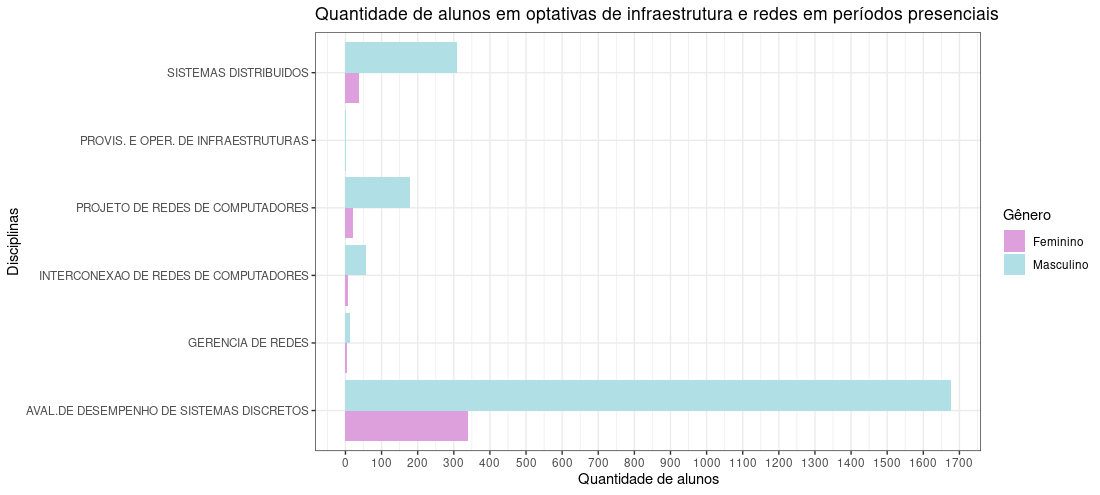 Quantidade de alunos em optativas de infraestrutura e redes em períodos presenciais
Disciplinas
SISTEMAS DISTRIBUIDOS
PROVIS. E OPER. DE INFRAESTRUTURAS
PROJETO DE REDES DE COMPUTADORES
INTERCONEXAO DE REDES DE COMPUTADORES
GERENCIA DE REDES
AVAL.DE DESEMPENHO DE SISTEMAS DISCRETOS
0 100 200 300 400 500 600 700 800 900 1000 1100 1200 1300 1400 1500 1600 1700
Quantidade de alunos
Gênero
Feminino
Masculino